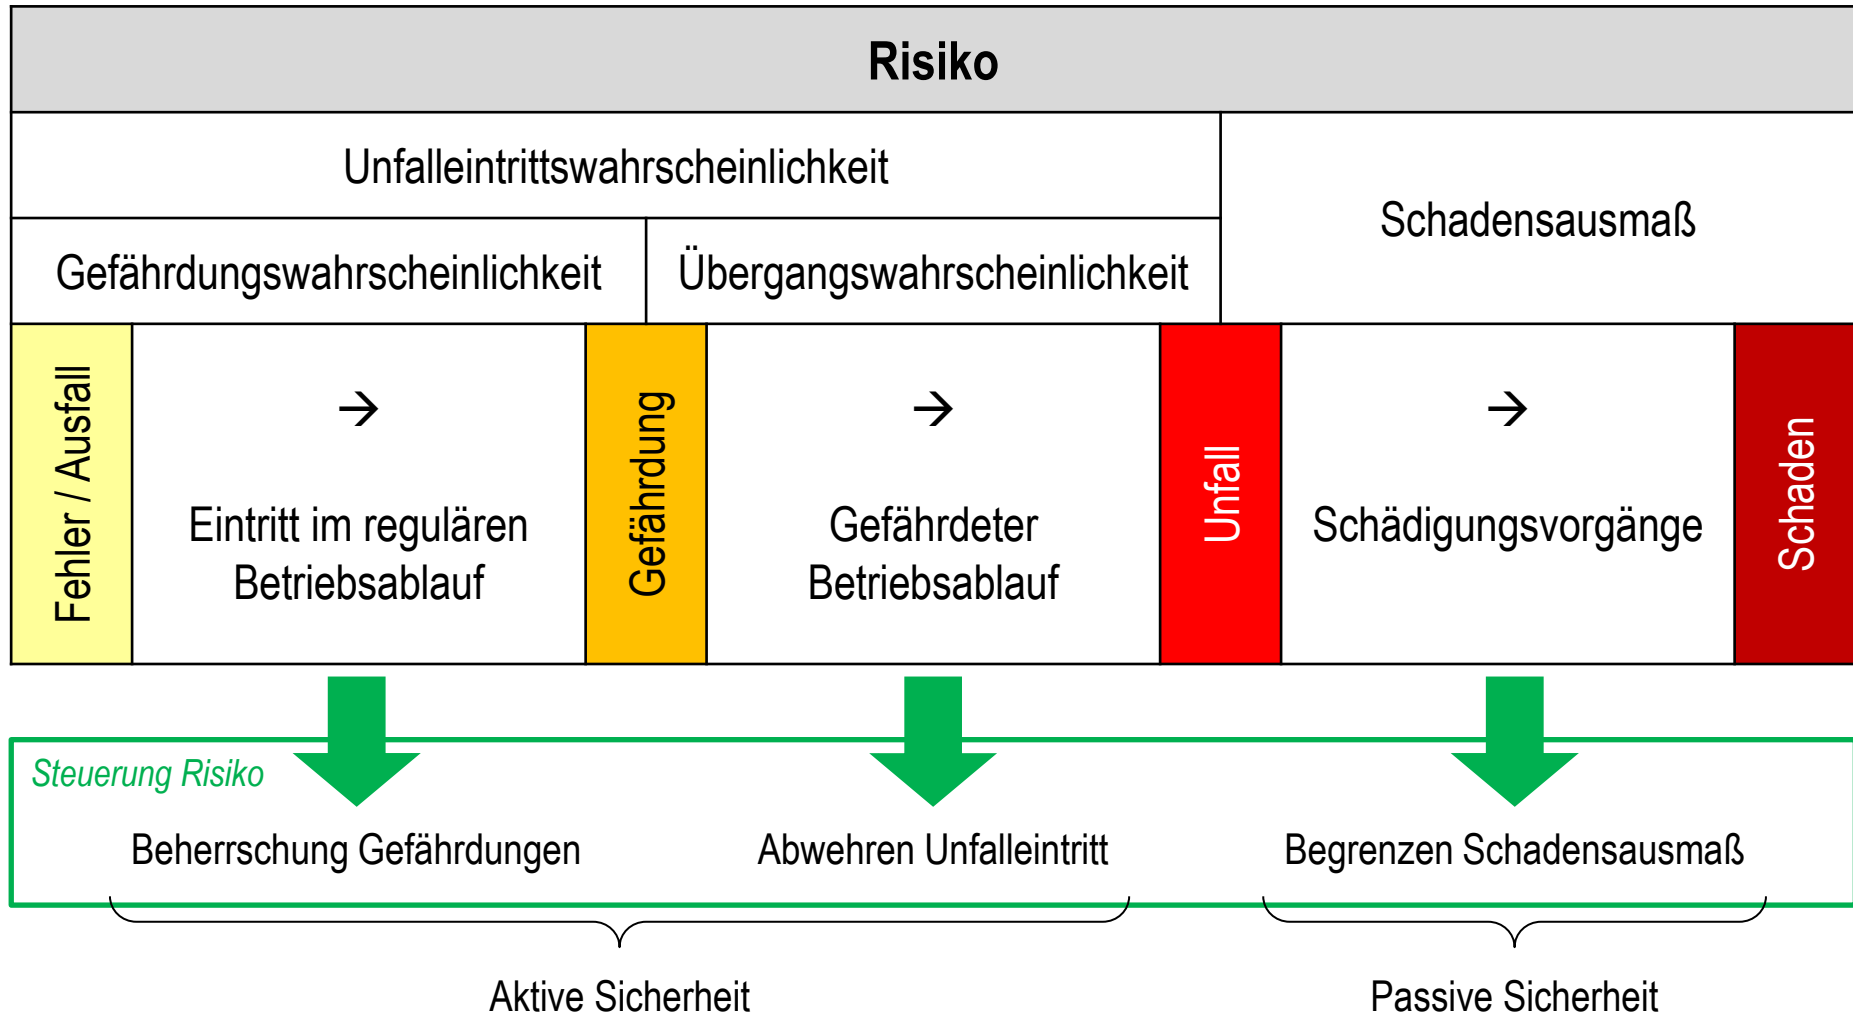 Risiko
Unfalleintrittswahrscheinlichkeit
Schadensausmaß
Gefährdungswahrscheinlichkeit
Übergangswahrscheinlichkeit
Fehler / Ausfall
→
Eintritt im regulären
Betriebsablauf
Gefährdung
→
Gefährdeter
Betriebsablauf
Unfall
→
Schädigungsvorgänge
Schaden
Steuerung Risiko
Beherrschung Gefährdungen
Abwehren Unfalleintritt
Begrenzen Schadensausmaß
Aktive Sicherheit
Passive Sicherheit